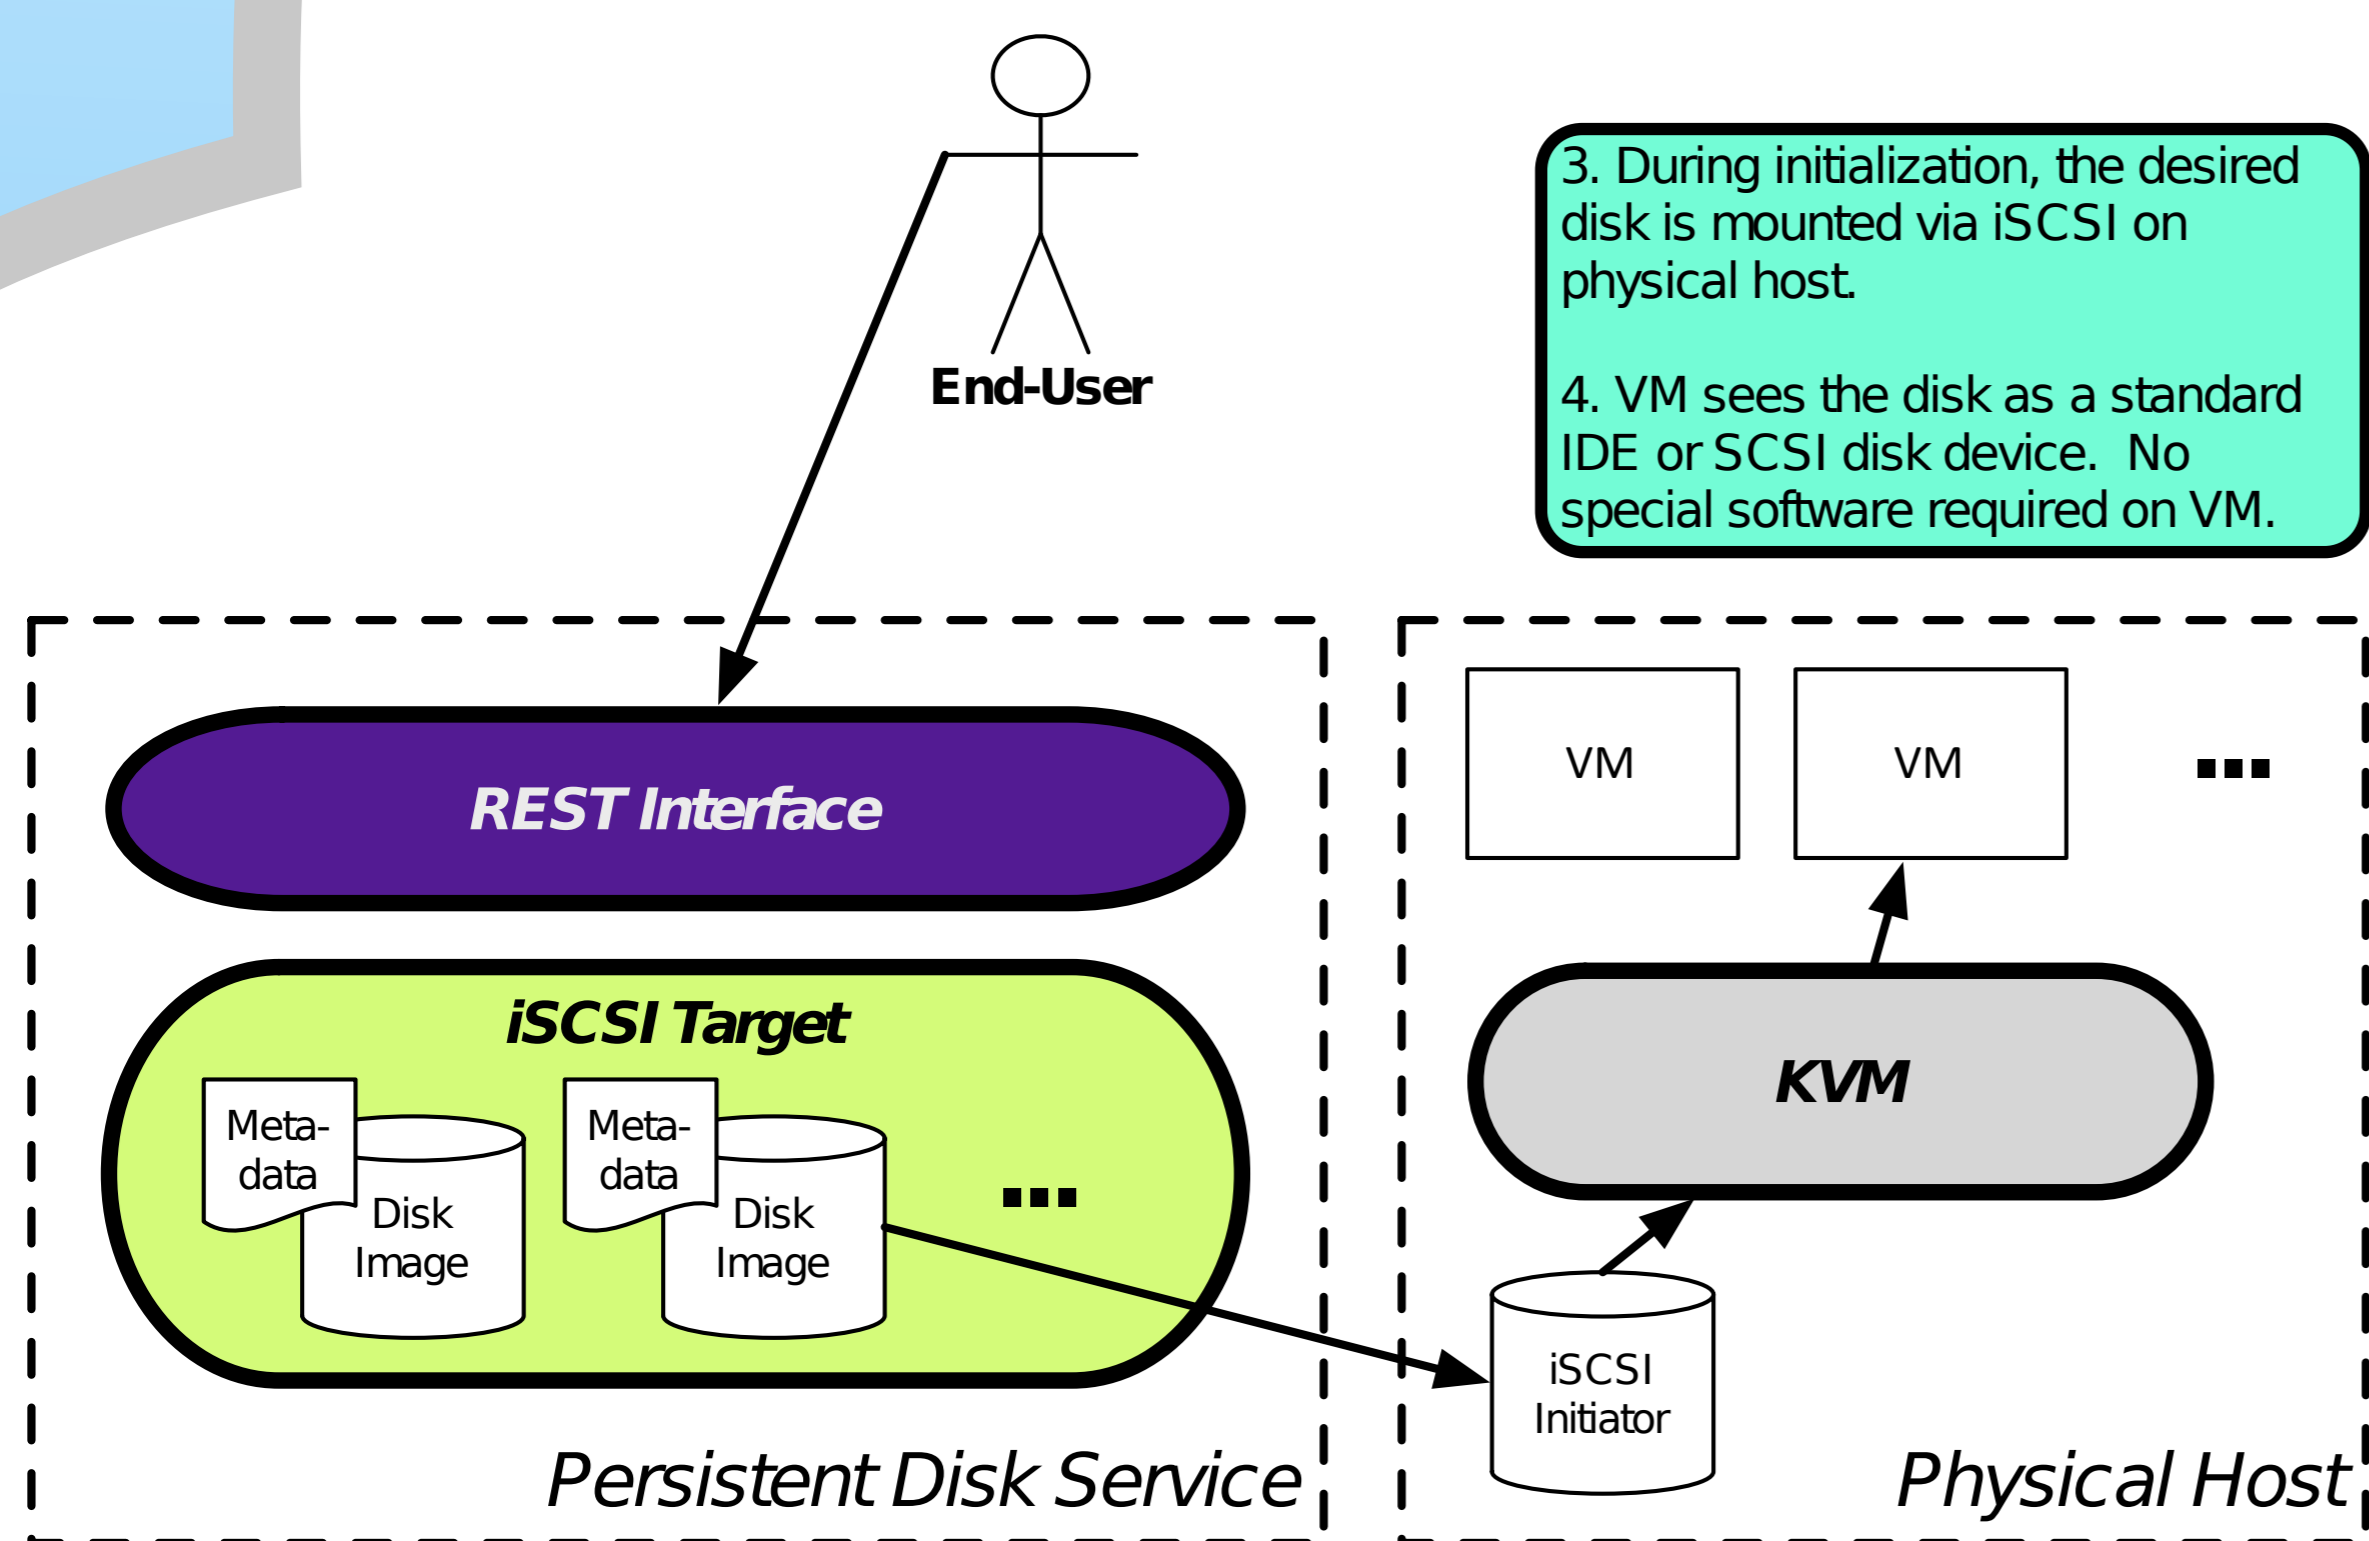 3. During initialization, the desired
disk is mounted via iSCSI on
physical host.
4. VM sees the disk as a standard
IDE or SCSI disk device.  No
special software required on VM.
End-User
REST Interface
VM
VM
...
iSCSI Target
Meta-
data
Disk
Image
Meta-
data
Disk
Image
...
KVM
iSCSI
Initiator
Persistent Disk Service
Physical Host